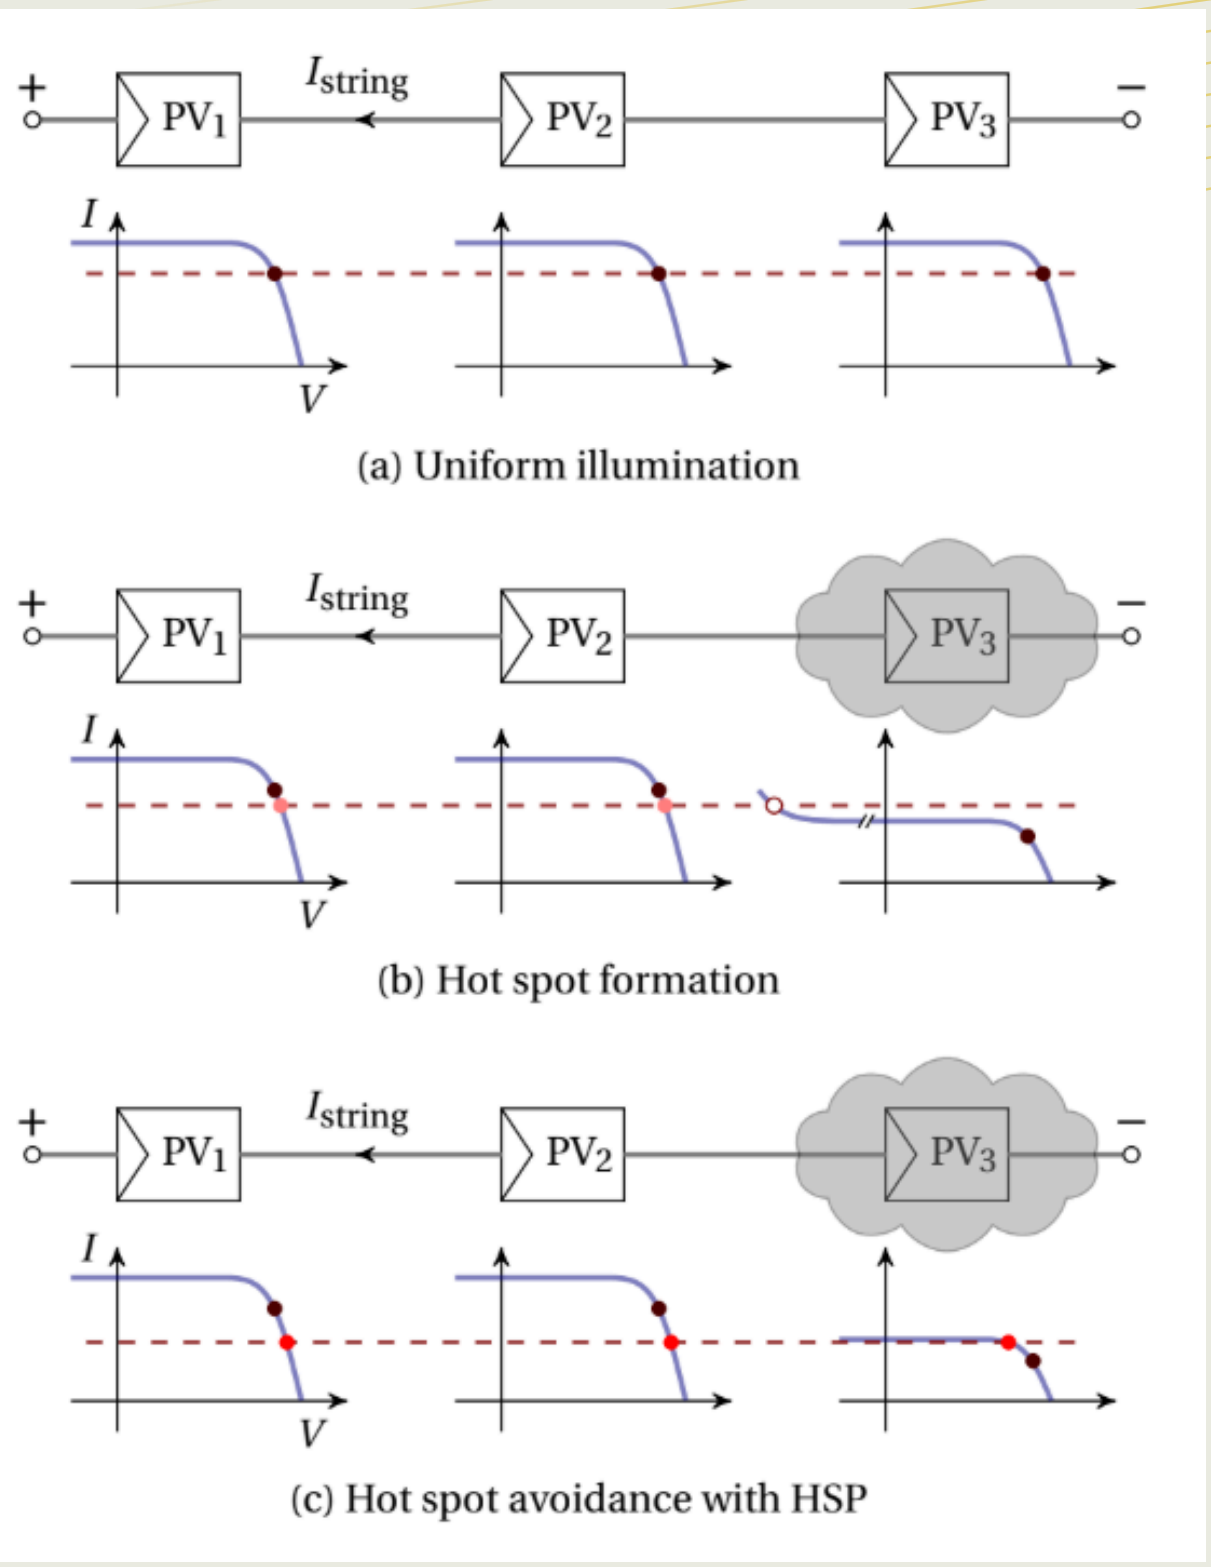 + PV1 Istring PV2 PV3 −
I
V
(a) Uniform illumination
+ PV1 Istring PV2 PV3 −
I
V
(b) Hot spot formation
+ PV1 Istring PV2 PV3 −
I
V
(c) Hot spot avoidance with HSP